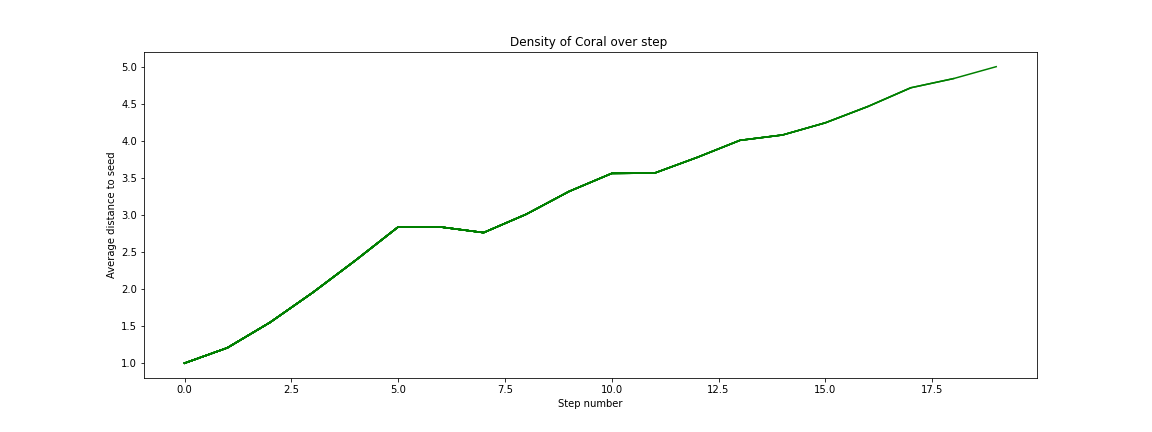 Density of Coral over step
5.0
4.5
4.0
3.5
3.0
2.5
2.0
1.5
1.0
Average distance to seed
0.0 2.5 5.0 7.5 10.0 12.5 15.0 17.5
Step number